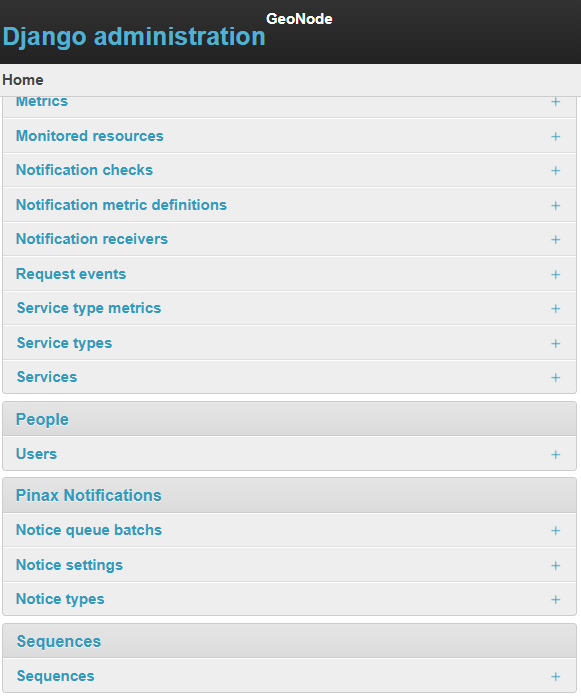 GeoNode
Django administration
Home
Metrics +
Monitored resources +
Notification checks +
Notification metric definitions +
Notification receivers +
Request events +
Service type metrics +
Service types +
Services +
People
Users +
Pinax Notifications
Notice queue batchs +
Notice settings +
Notice types +
Sequences
Sequences +